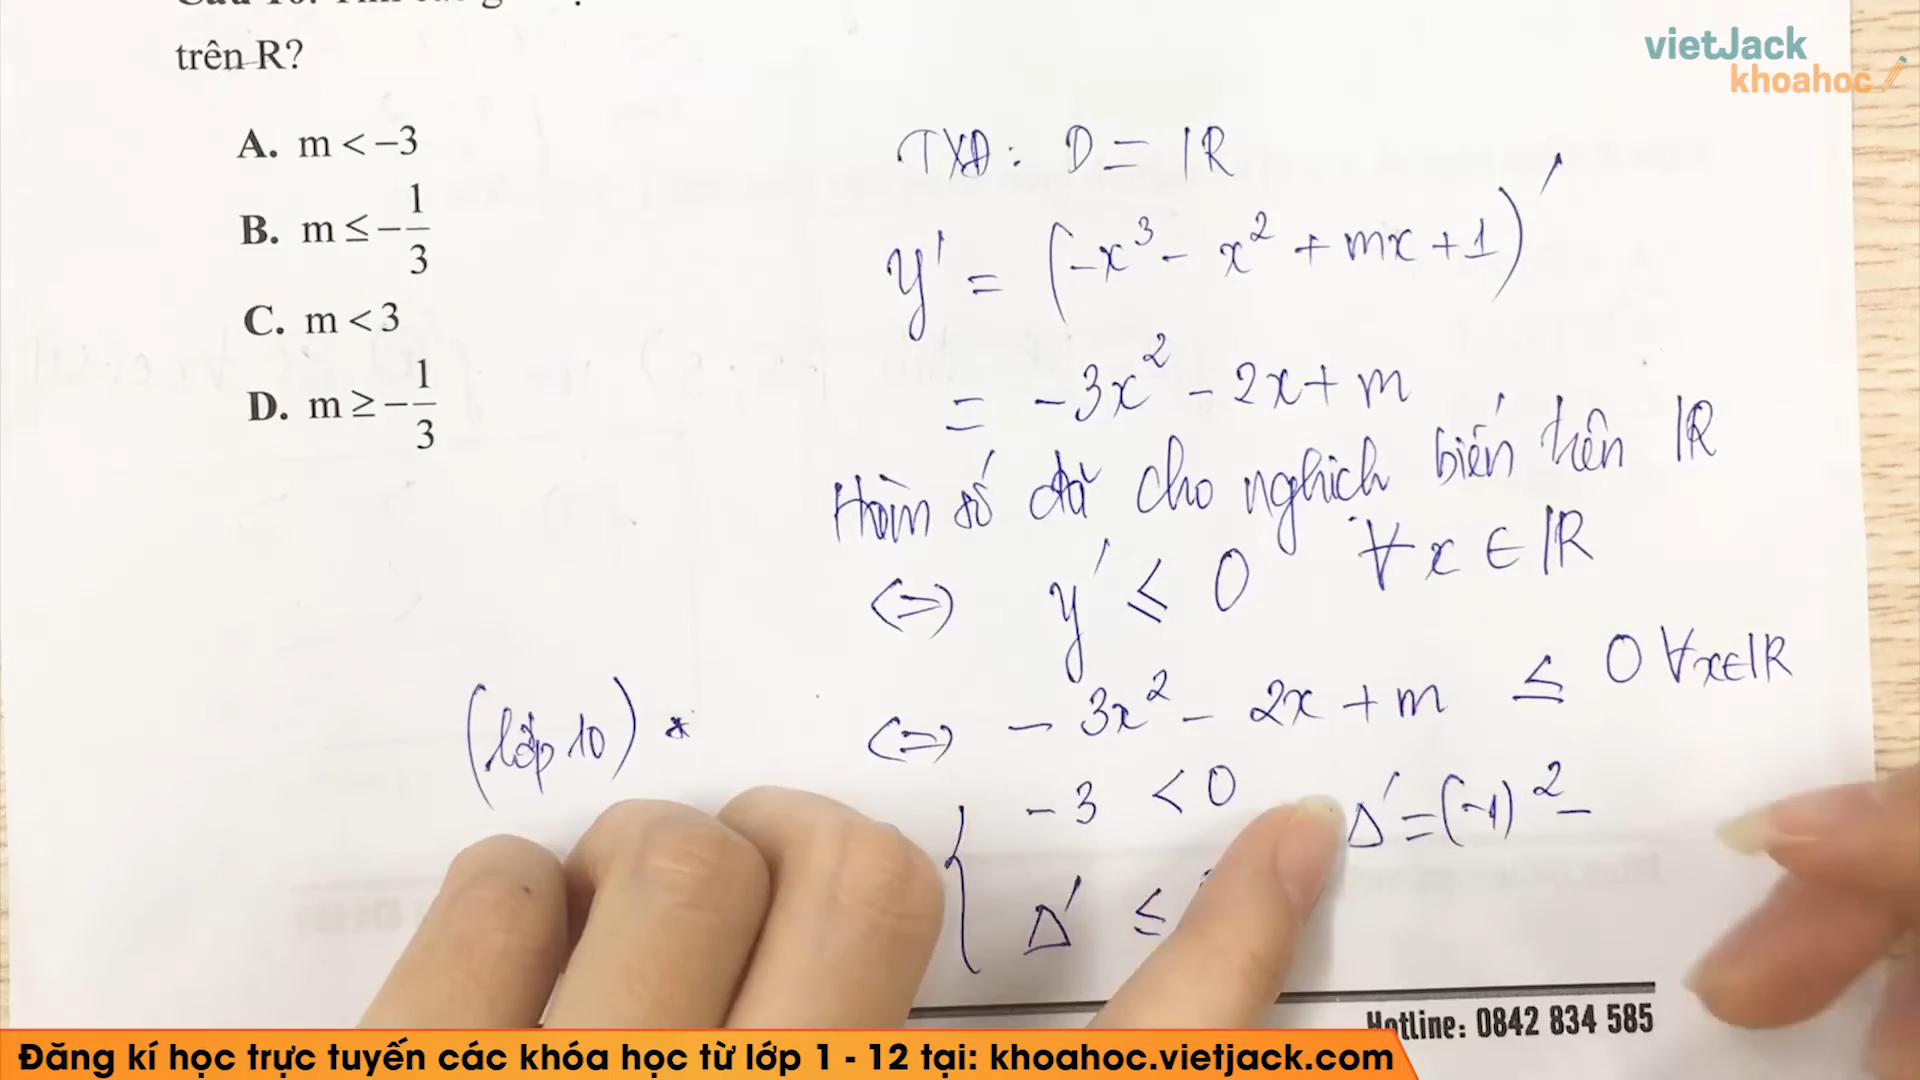 trên R?
A. m < −3
B. m ≤ −1/3
C. m < 3
D. m ≥ −1/3
vietJack
khoahoc
TXĐ: D = ℝ
y' = (-x³ - x² + mx + 1)'
= -3x² - 2x + m
Hàm số đã cho nghịch biến trên ℝ
⇔ y' ≤ 0 ∀x ∈ ℝ
⇔ -3x² - 2x + m ≤ 0 ∀x∈ℝ
(lớp 10) *
{ -3 < 0 Δ' = (-1)² -
Δ' ≤
Hotline: 0842 834 585
Đăng kí học trực tuyến các khóa học từ lớp 1 - 12 tại: khoahoc.vietjack.com